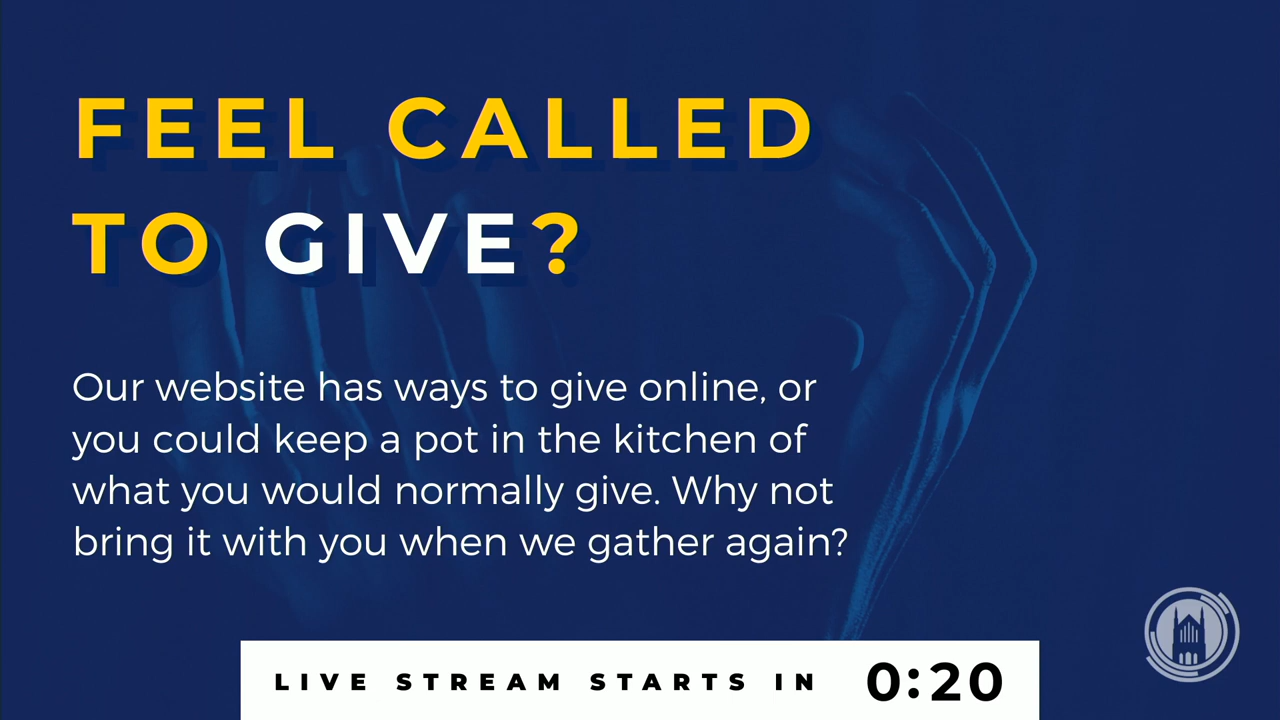 FEEL CALLED
TO GIVE?
Our website has ways to give online, or
you could keep a pot in the kitchen of
what you would normally give. Why not
bring it with you when we gather again?
LIVE STREAM STARTS IN 0:20